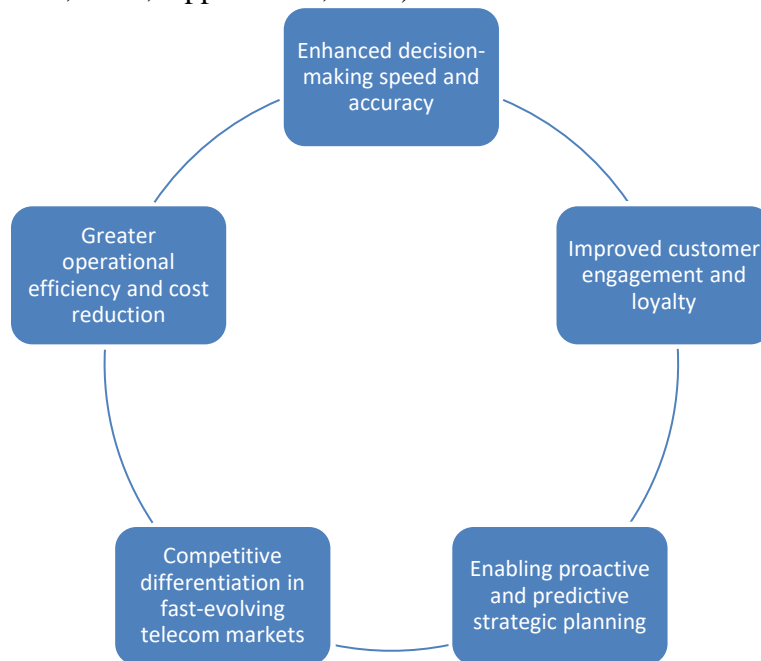 Enhanced decision-
making speed and
accuracy
Improved customer
engagement and
loyalty
Enabling proactive
and predictive
strategic planning
Competitive
differentiation in
fast-evolving
telecom markets
Greater
operational
efficiency and cost
reduction